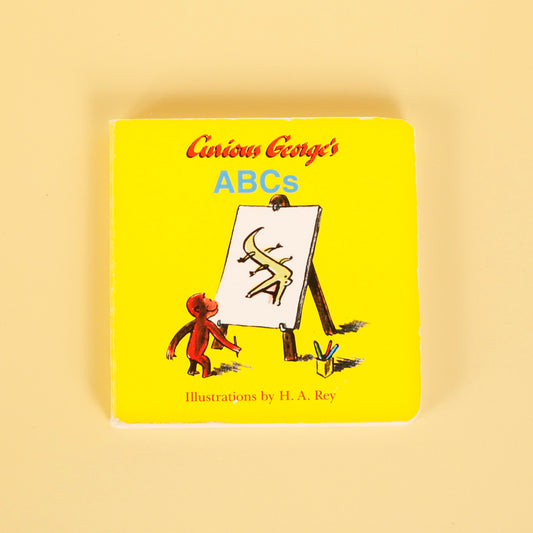 Curious George's
ABCs
Illustrations by H. A. Rey